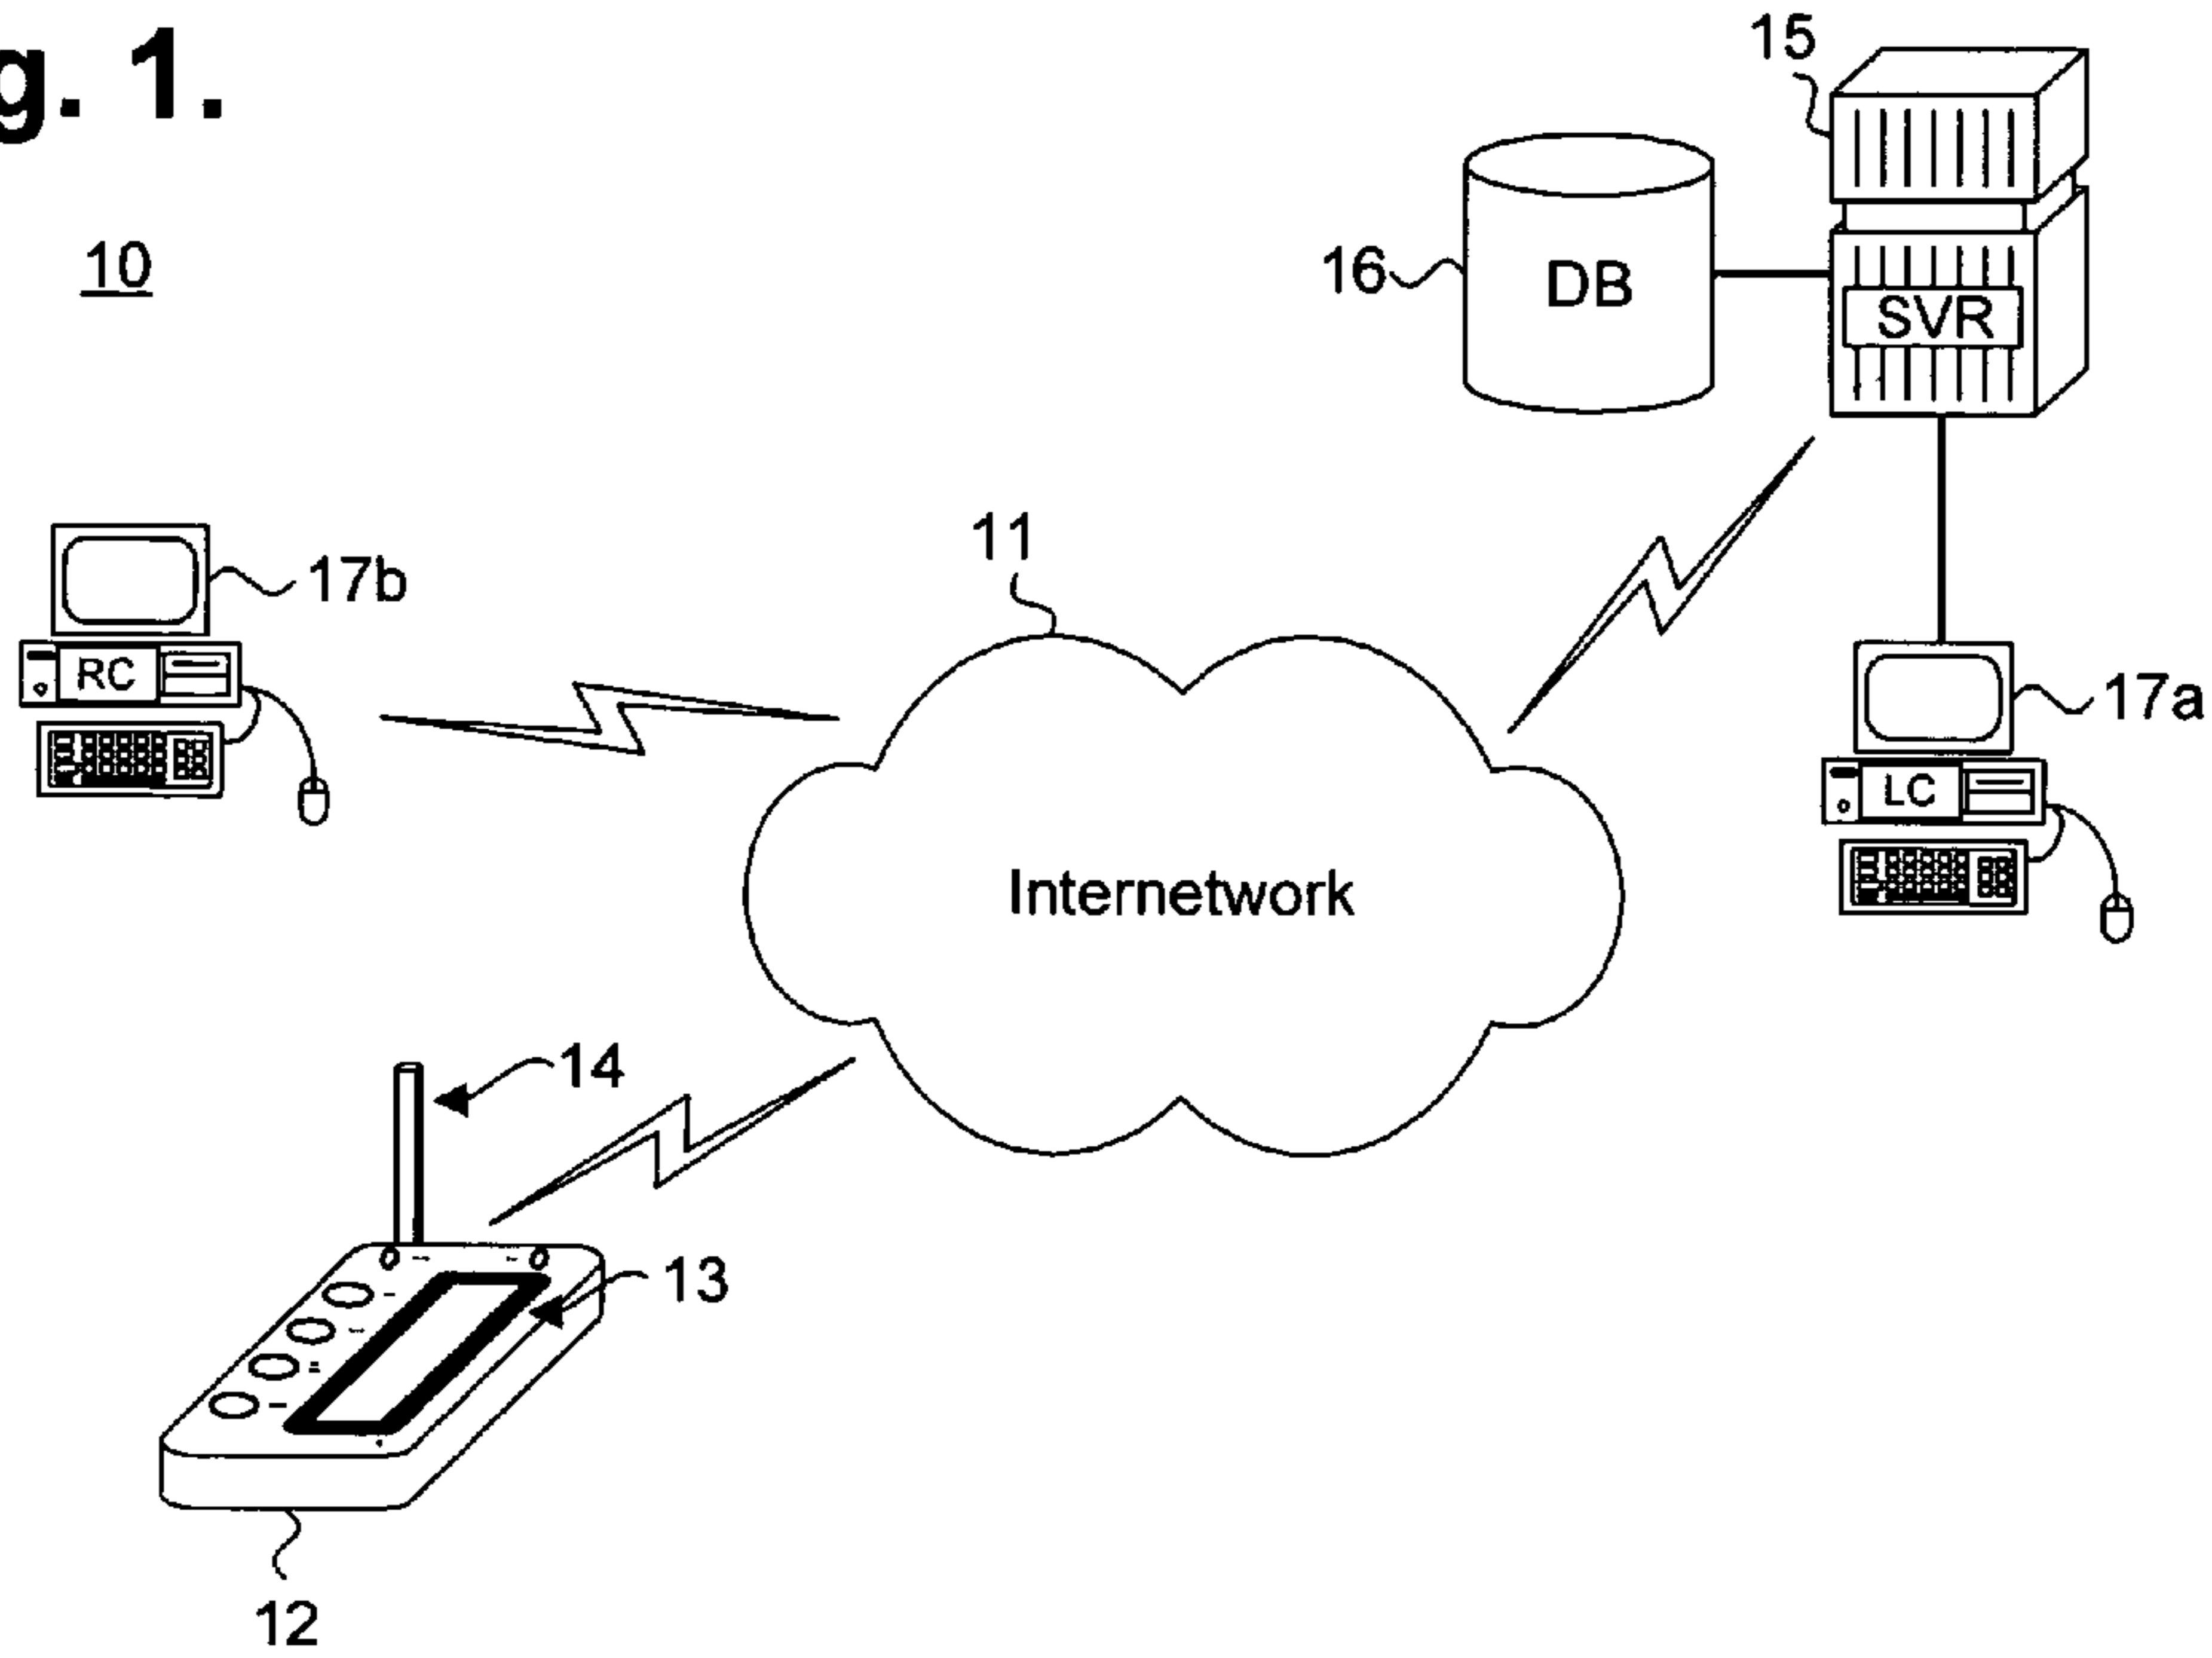 g. 1.
15
10
16
DB
SVR
11
17b
RC
17a
LC
Internetwork
14
13
12